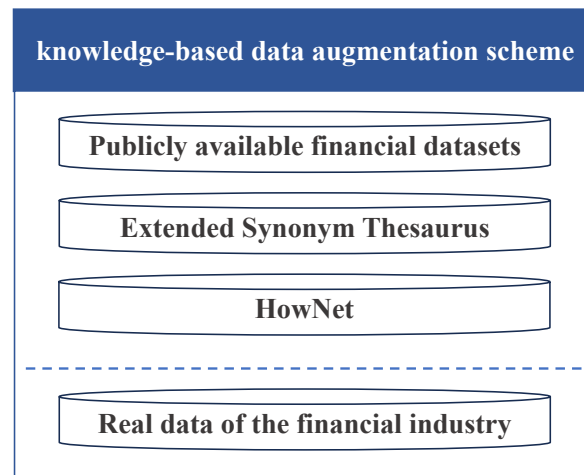 knowledge-based data augmentation scheme
Publicly available financial datasets
Extended Synonym Thesaurus
HowNet
Real data of the financial industry